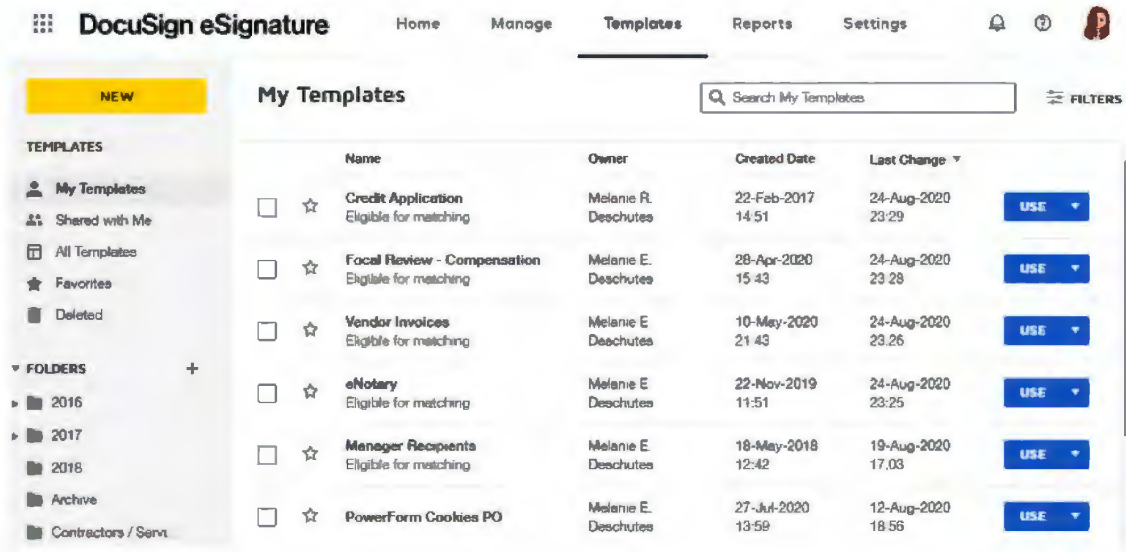 DocuSign eSignature Home Manage Templates Reports Settings
NEW
TEMPLATES
My Templates
Shared with Me
All Templates
Favorites
Deleted
FOLDERS +
2016
2017
2018
Archive
Contractors / Serv
My Templates
Search My Templates
FILTERS
Name Owner Created Date Last Change
Credit Application Melanie R. 22-Feb-2017 24-Aug-2020 USE
Eligible for matching Deschutes 14:51 23:29
Focal Review - Compensation Melanie E. 28-Apr-2020 24-Aug-2020 USE
Eligible for matching Deschutes 15:43 23:28
Vendor Invoices Melanie E 10-May-2020 24-Aug-2020 USE
Eligible for matching Deschutes 21:43 23:26
eNotary Melanie E 22-Nov-2019 24-Aug-2020 USE
Eligible for matching Deschutes 11:51 23:25
Manager Recipients Melanie E. 18-May-2018 19-Aug-2020 USE
Eligible for matching Deschutes 12:42 17:03
PowerForm Cookies PO Melanie E. 27-Jul-2020 12-Aug-2020 USE
Deschutes 13:59 18:56